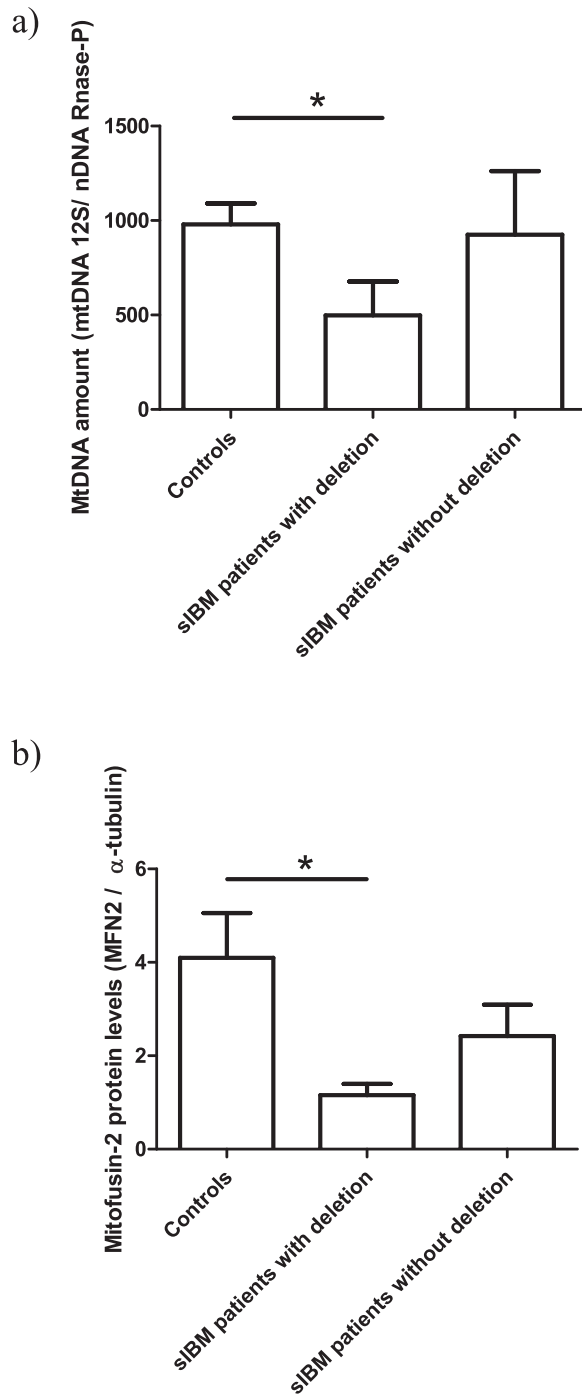 a)
MtDNA amount (mtDNA 12S/ nDNA Rnase-P)
*
1500
1000
500
0
Controls
sIBM patients with deletion
sIBM patients without deletion
b)
Mitofusin-2 protein levels (MFN2 / α-tubulin)
*
6
4
2
0
Controls
sIBM patients with deletion
sIBM patients without deletion